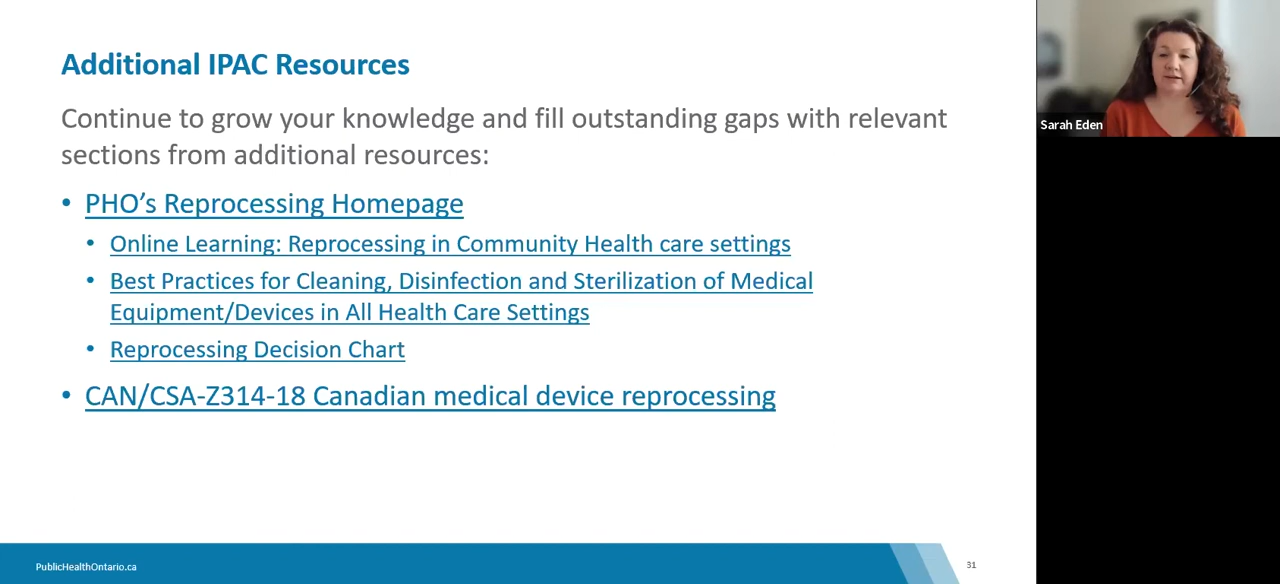 Additional IPAC Resources
Continue to grow your knowledge and fill outstanding gaps with relevant
sections from additional resources:
• PHO’s Reprocessing Homepage
• Online Learning: Reprocessing in Community Health care settings
• Best Practices for Cleaning, Disinfection and Sterilization of Medical
Equipment/Devices in All Health Care Settings
• Reprocessing Decision Chart
• CAN/CSA-Z314-18 Canadian medical device reprocessing
PublicHealthOntario.ca
31
Sarah Eden